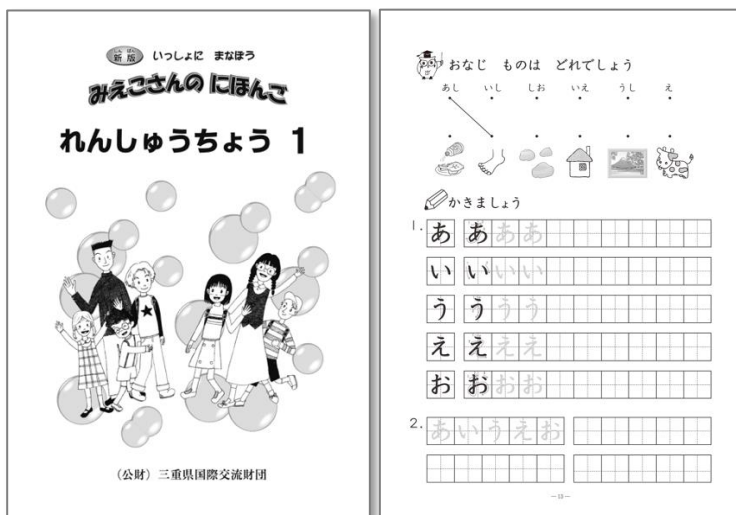 新版 いっしょに まなぼう
しん ぱん
みえこさんの にほんご
れんしゅうちょう 1
(公財) 三重県国際交流財団
おなじ ものは どれでしょう
あし いし しお いえ うし え
かきましょう
1. あ あ あ あ
い い い い
う う う う
え え え え
お お お お
2. あ い う え お
—13—